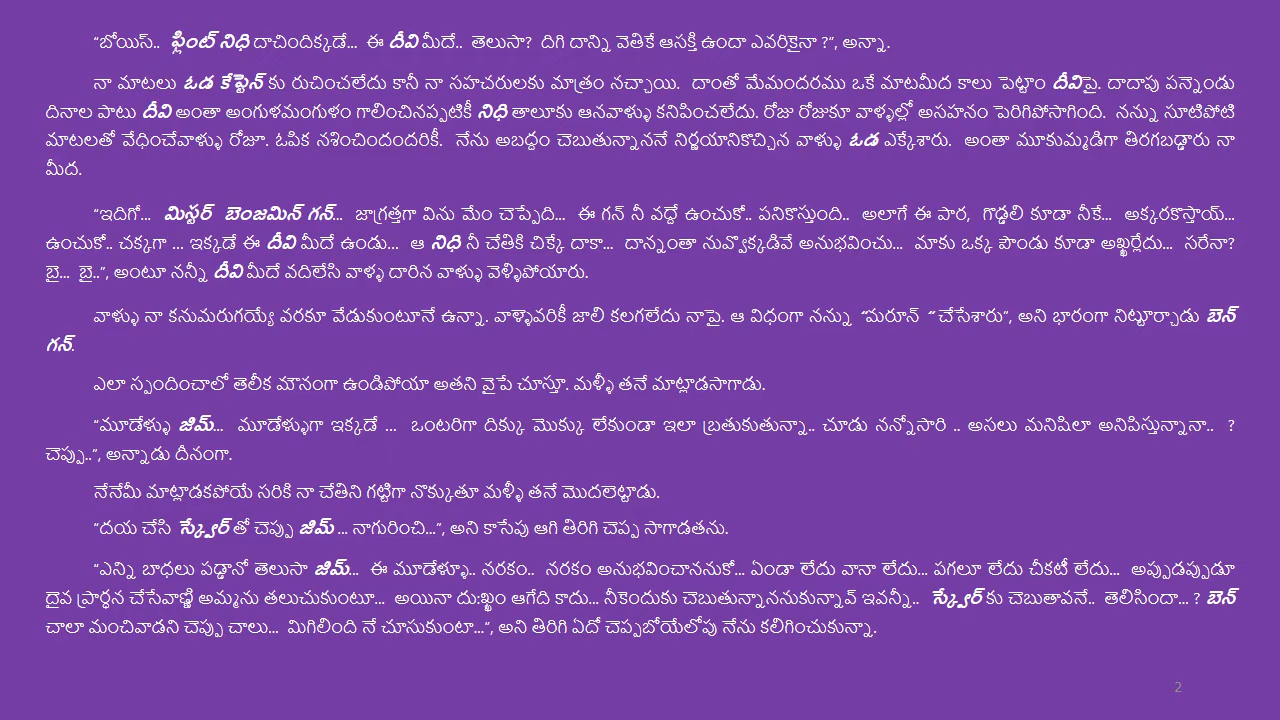 “బోయిస్..  ఫ్లింట్ నిధి దాచిందిక్కడే...  ఈ దీవి మీదే..  తెలుసా?  దిగి దాన్ని వెతికే ఆసక్తి ఉందా ఎవరికైనా ?”, అన్నా.
నా మాటలు ఓడ కేప్టెన్ కు రుచించలేదు కానీ నా సహచరులకు మాత్రం నచ్చాయి.  దాంతో మేమందరము ఒకే మాటమీద కాలు పెట్టాం దీవిపై. దాదాపు పన్నెండు
దినాల పాటు దీవి అంతా అంగుళమంగుళం గాలించినప్పటికీ నిధి తాలూకు ఆనవాళ్ళు కనిపించలేదు. రోజు రోజుకూ వాళ్ళల్లో అసహనం పెరిగిపోసాగింది.  నన్ను సూటిపోటి
మాటలతో వేధించేవాళ్ళు రోజూ. ఓపిక నశించిందందరికీ.  నేను అబద్దం చెబుతున్నాననే నిర్ణయానికొచ్చిన వాళ్ళు ఓడ ఎక్కేశారు.  అంతా మూకుమ్మడిగా తిరగబడ్డారు నా
మీద.
“ఇదిగో...  మిస్టర్  బెంజమిన్ గన్...  జాగ్రత్తగా విను మేం చెప్పేది...  ఈ గన్ నీ వద్దే ఉంచుకో.. పనికొస్తుంది..  అలాగే ఈ పార,  గొడ్డలి కూడా నీకే...  అక్కరకొస్తాయ్...
ఉంచుకో.. చక్కగా ... ఇక్కడే ఈ దీవి మీదే ఉండు...  ఆ నిధి నీ చేతికి చిక్కే దాకా...  దాన్నంతా నువ్వొక్కడివే అనుభవించు...  మాకు ఒక్క పౌండు కూడా అఖ్ఖర్లేదు...  సరేనా?
బై...  బై..”, అంటూ నన్నీ దీవి మీదే వదిలేసి వాళ్ళ దారిన వాళ్ళు వెళ్ళిపోయారు.
వాళ్ళు నా కనుమరుగయ్యే వరకూ వేడుకుంటూనే ఉన్నా. వాళ్ళెవరికీ జాలి కలగలేదు నాపై. ఆ విధంగా నన్ను “మరూన్ “ చేసేశారు”, అని భారంగా నిట్టూర్చాడు బెన్
గన్.
ఎలా స్పందించాలో తెలీక మౌనంగా ఉండిపోయా అతని వైపే చూస్తూ. మళ్ళీ తనే మాట్లాడసాగాడు.
“మూడేళ్ళు జిమ్...  మూడేళ్ళుగా ఇక్కడే ...  ఒంటరిగా దిక్కు మొక్కు లేకుండా ఇలా బ్రతుకుతున్నా.. చూడు నన్నోసారి .. అసలు మనిషిలా అనిపిస్తున్నానా..  ?
చెప్పు..”, అన్నాడు దీనంగా.
నేనేమీ మాట్లాడకపోయే సరికి నా చేతిని గట్టిగా నొక్కుతూ మళ్ళీ తనే మొదలెట్టాడు.
“దయ చేసి స్క్వేర్ తో చెప్పు జిమ్ ... నాగురించి...”, అని కాసేపు ఆగి తిరిగి చెప్ప సాగాడతను.
“ఎన్ని బాధలు పడ్డానో తెలుసా జిమ్...  ఈ మూడేళ్ళూ.. నరకం..  నరకం అనుభవించాననుకో... ఏండా లేదు వానా లేదు... పగలూ లేదు చీకటీ లేదు...  అప్పుడప్పుడూ
దైవ ప్రార్ధన చేసేవాణ్ణి అమ్మను తలుచుకుంటూ...  అయినా దుఃఖ్ఖం ఆగేది కాదు... నీకెందుకు చెబుతున్నాననుకున్నావ్ ఇవన్నీ..  స్క్వేర్ కు చెబుతావనే..  తెలిసిందా... ? బెన్
చాలా మంచివాడని చెప్పు చాలు...  మిగిలింది నే చూసుకుంటా...”, అని తిరిగి ఏదో చెప్పబోయేలోపు నేను కలిగించుకున్నా.
2